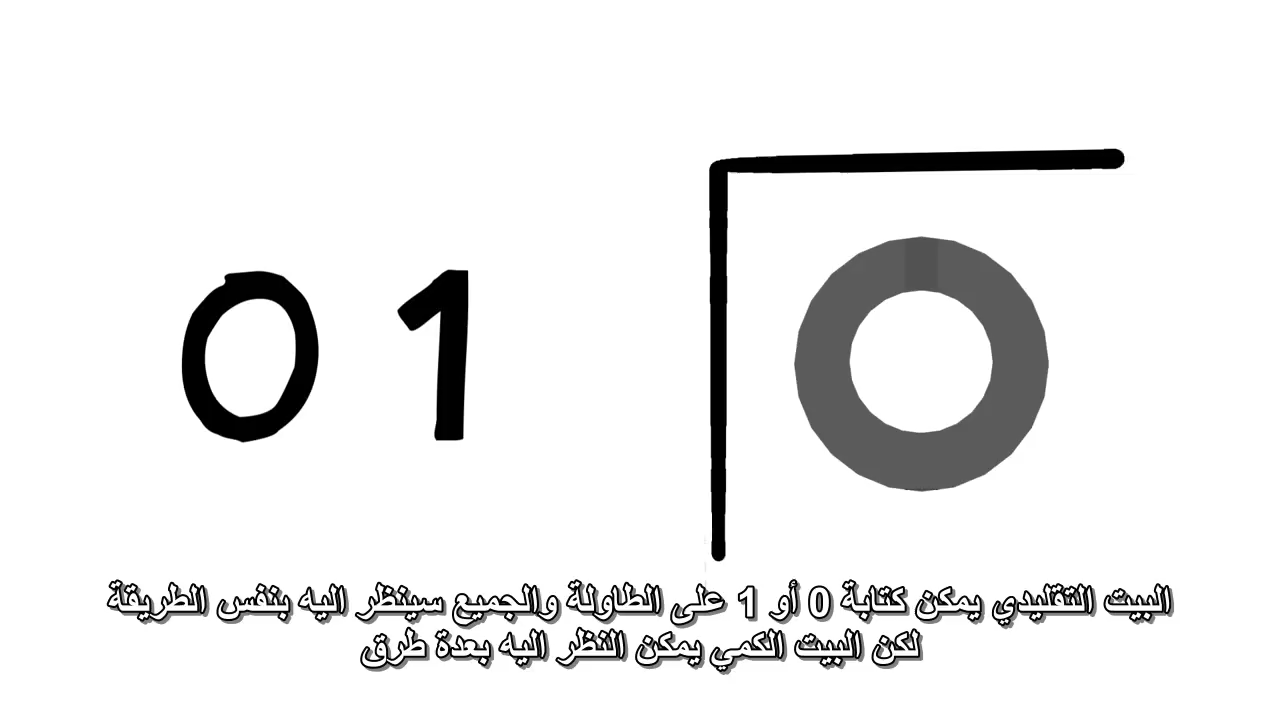 0 1
البيت التقليدي يمكن كتابة 0 أو 1 على الطاولة والجميع سينظر اليه بنفس الطريقة
لكن البيت الكمي يمكن النظر اليه بعدة طرق